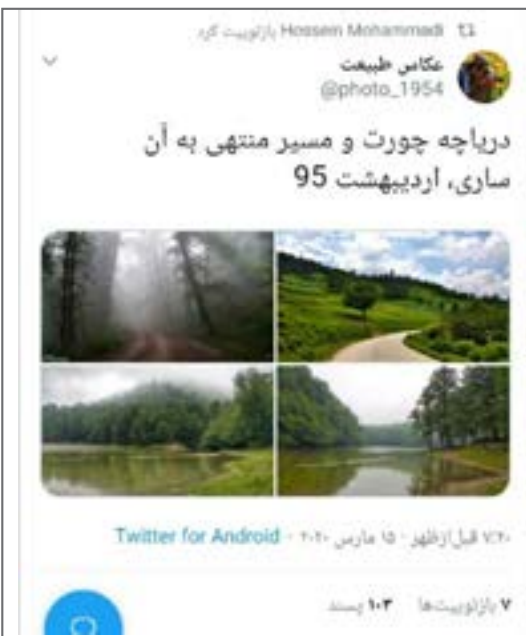 Hossein Mohammadi بازتوییت کرد
عکاس طبیعت
@photo_1954
دریاچه چورت و مسیر منتهی به آن
ساری، اردیبهشت 95
۷:۲۰ قبل‌ازظهر · ۱۵ مارس ۲۰۲۰ · Twitter for Android
۷ بازتوییت‌ها ۱۰۳ پسند